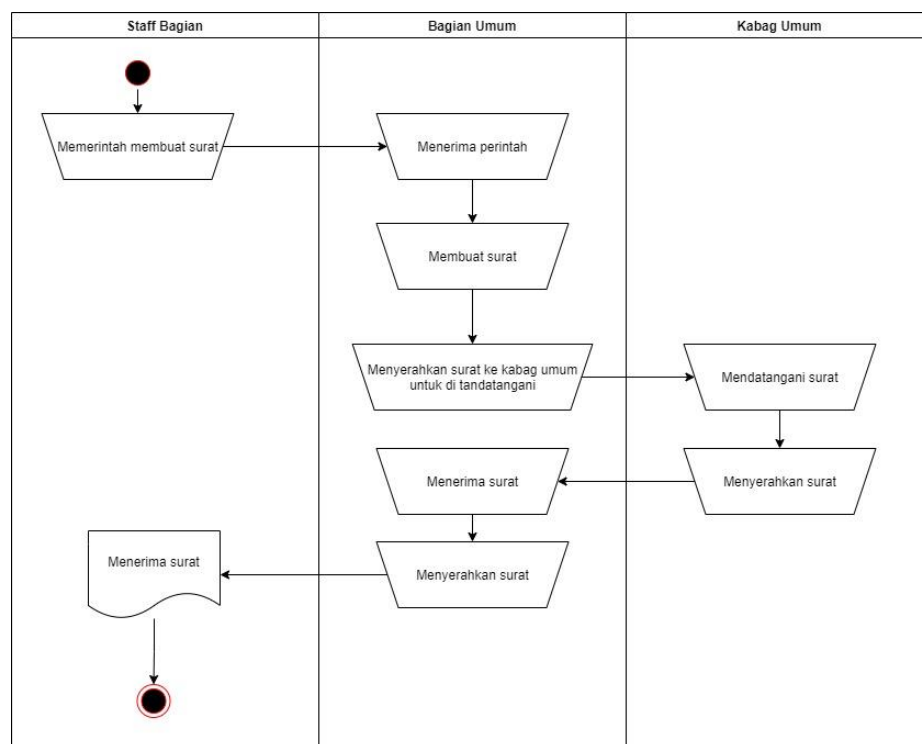 Staff Bagian
Bagian Umum
Kabag Umum
Memerintah membuat surat
Menerima perintah
Membuat surat
Menyerahkan surat ke kabag umum
untuk di tandatangani
Mendatangani surat
Menerima surat
Menyerahkan surat
Menerima surat
Menyerahkan surat